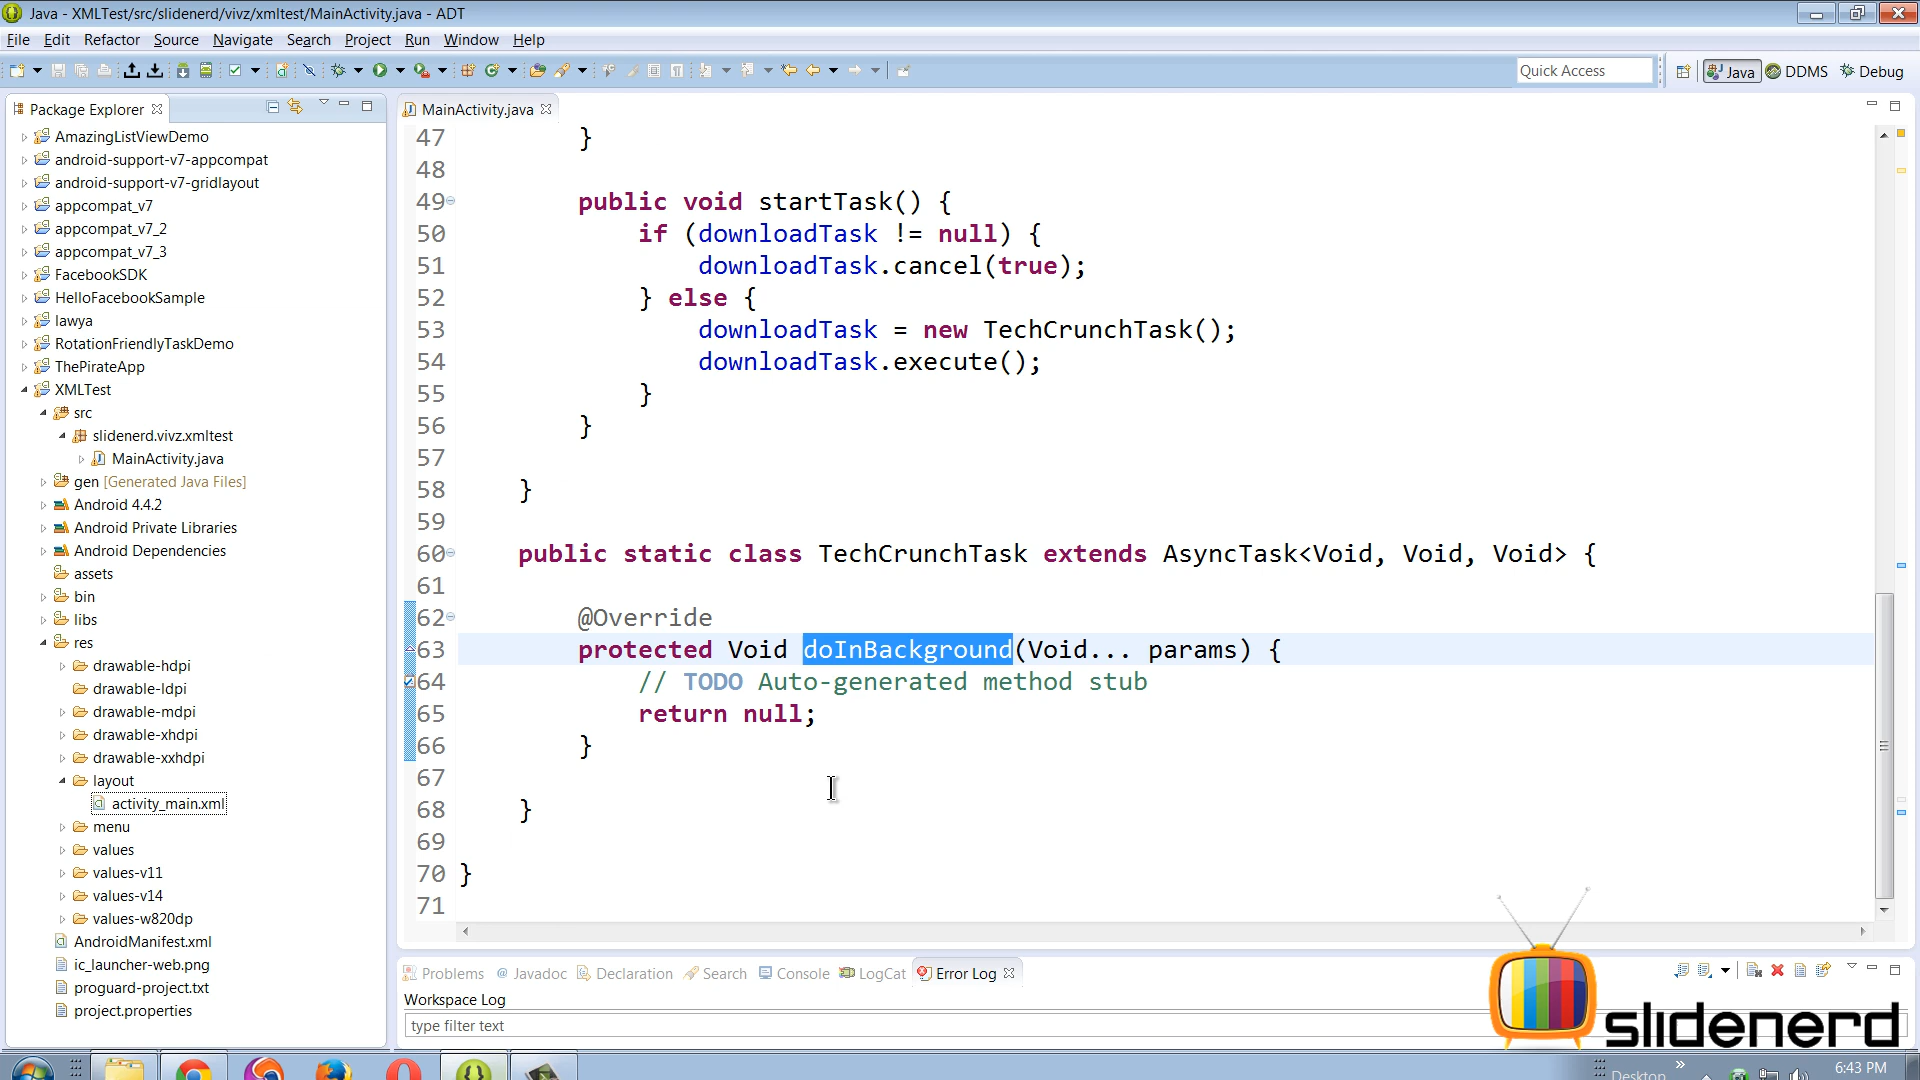 Java - XMLTest/src/slidenerd/vivz/xmltest/MainActivity.java - ADT
File Edit Refactor Source Navigate Search Project Run Window Help
Quick Access
Java
DDMS
Debug
Package Explorer
MainActivity.java
AmazingListViewDemo
android-support-v7-appcompat
android-support-v7-gridlayout
appcompat_v7
appcompat_v7_2
appcompat_v7_3
FacebookSDK
HelloFacebookSample
lawya
RotationFriendlyTaskDemo
ThePirateApp
XMLTest
src
slidenerd.vivz.xmltest
MainActivity.java
gen [Generated Java Files]
Android 4.4.2
Android Private Libraries
Android Dependencies
assets
bin
libs
res
drawable-hdpi
drawable-ldpi
drawable-mdpi
drawable-xhdpi
drawable-xxhdpi
layout
activity_main.xml
menu
values
values-v11
values-v14
values-w820dp
AndroidManifest.xml
ic_launcher-web.png
proguard-project.txt
project.properties
47 }
48
49 public void startTask() {
50 if (downloadTask != null) {
51 downloadTask.cancel(true);
52 } else {
53 downloadTask = new TechCrunchTask();
54 downloadTask.execute();
55 }
56 }
57
58 }
59
60 public static class TechCrunchTask extends AsyncTask<Void, Void, Void> {
61
62 @Override
63 protected Void doInBackground(Void... params) {
64 // TODO Auto-generated method stub
65 return null;
66 }
67
68 }
69
70 }
71
Problems @ Javadoc Declaration Search Console LogCat Error Log
Workspace Log
type filter text
slidenerd
Desktop
6:43 PM